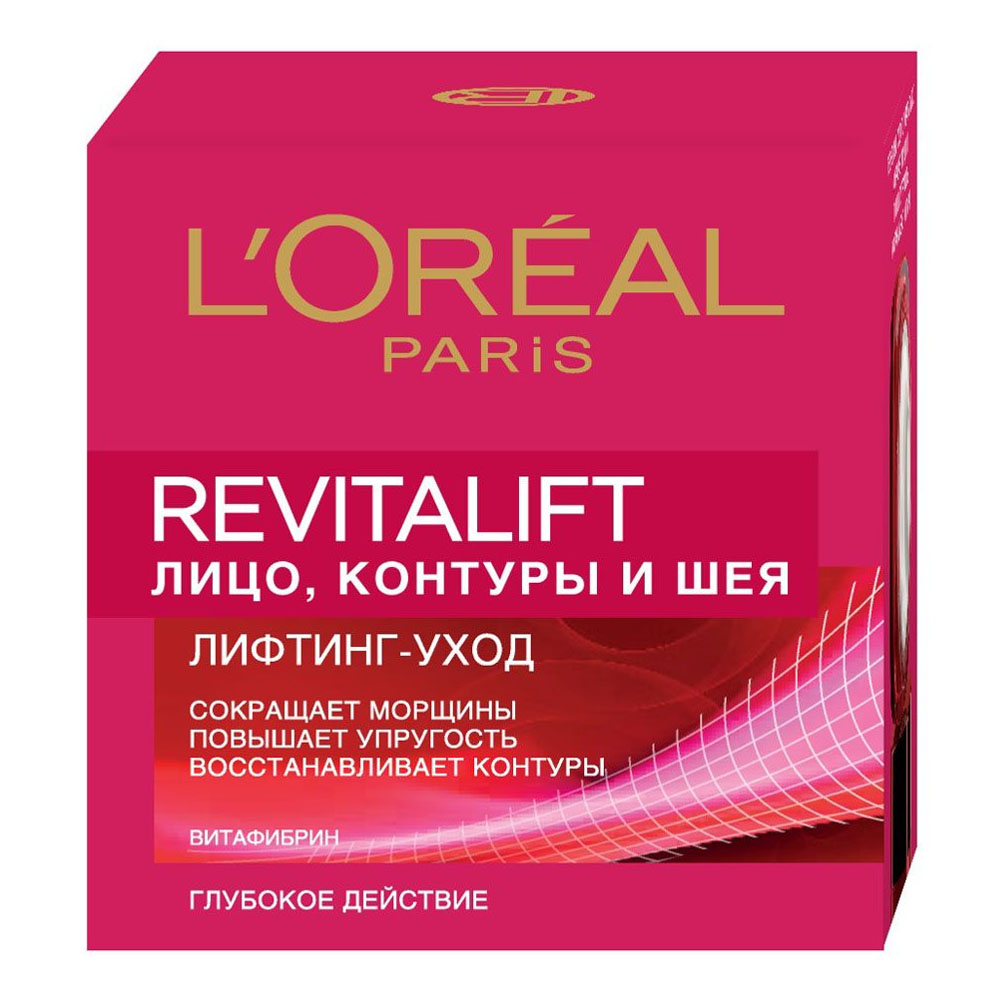 L'ORÉAL
PARiS
REVITALIFT
ЛИЦО, КОНТУРЫ И ШЕЯ
ЛИФТИНГ-УХОД
СОКРАЩАЕТ МОРЩИНЫ
ПОВЫШАЕТ УПРУГОСТЬ
ВОССТАНАВЛИВАЕТ КОНТУРЫ
ВИТАФИБРИН
ГЛУБОКОЕ ДЕЙСТВИЕ